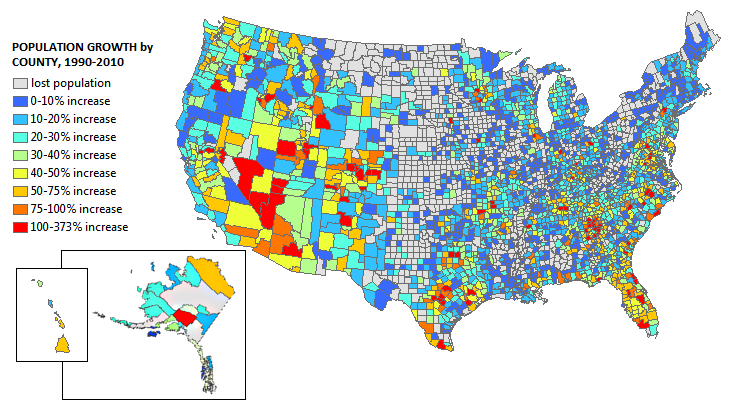 POPULATION GROWTH by
COUNTY, 1990-2010
lost population
0-10% increase
10-20% increase
20-30% increase
30-40% increase
40-50% increase
50-75% increase
75-100% increase
100-373% increase